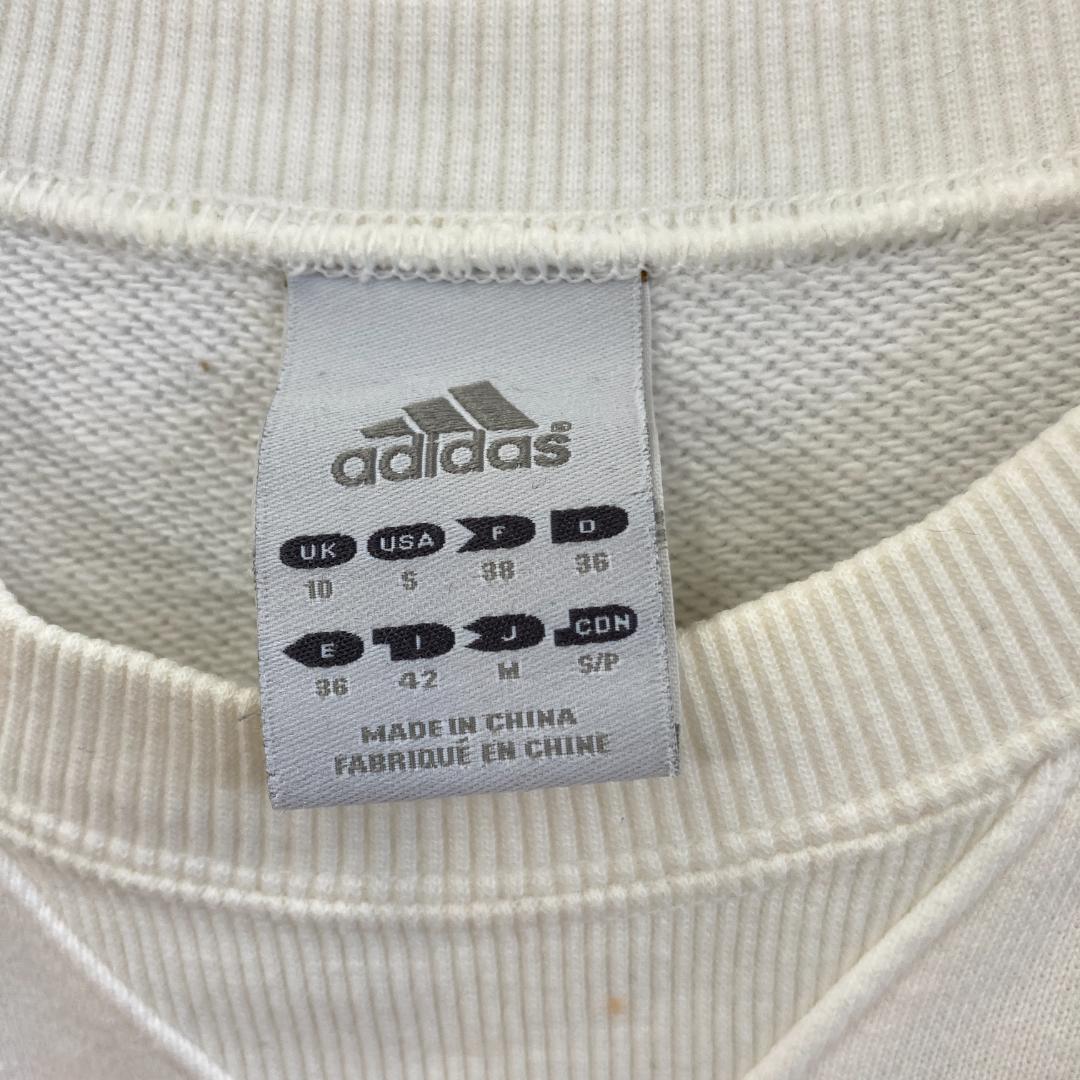 adidas®
UK USA F D
10 S 38 36
E I J CDN
36 42 M S/P
MADE IN CHINA
FABRIQUÉ EN CHINE